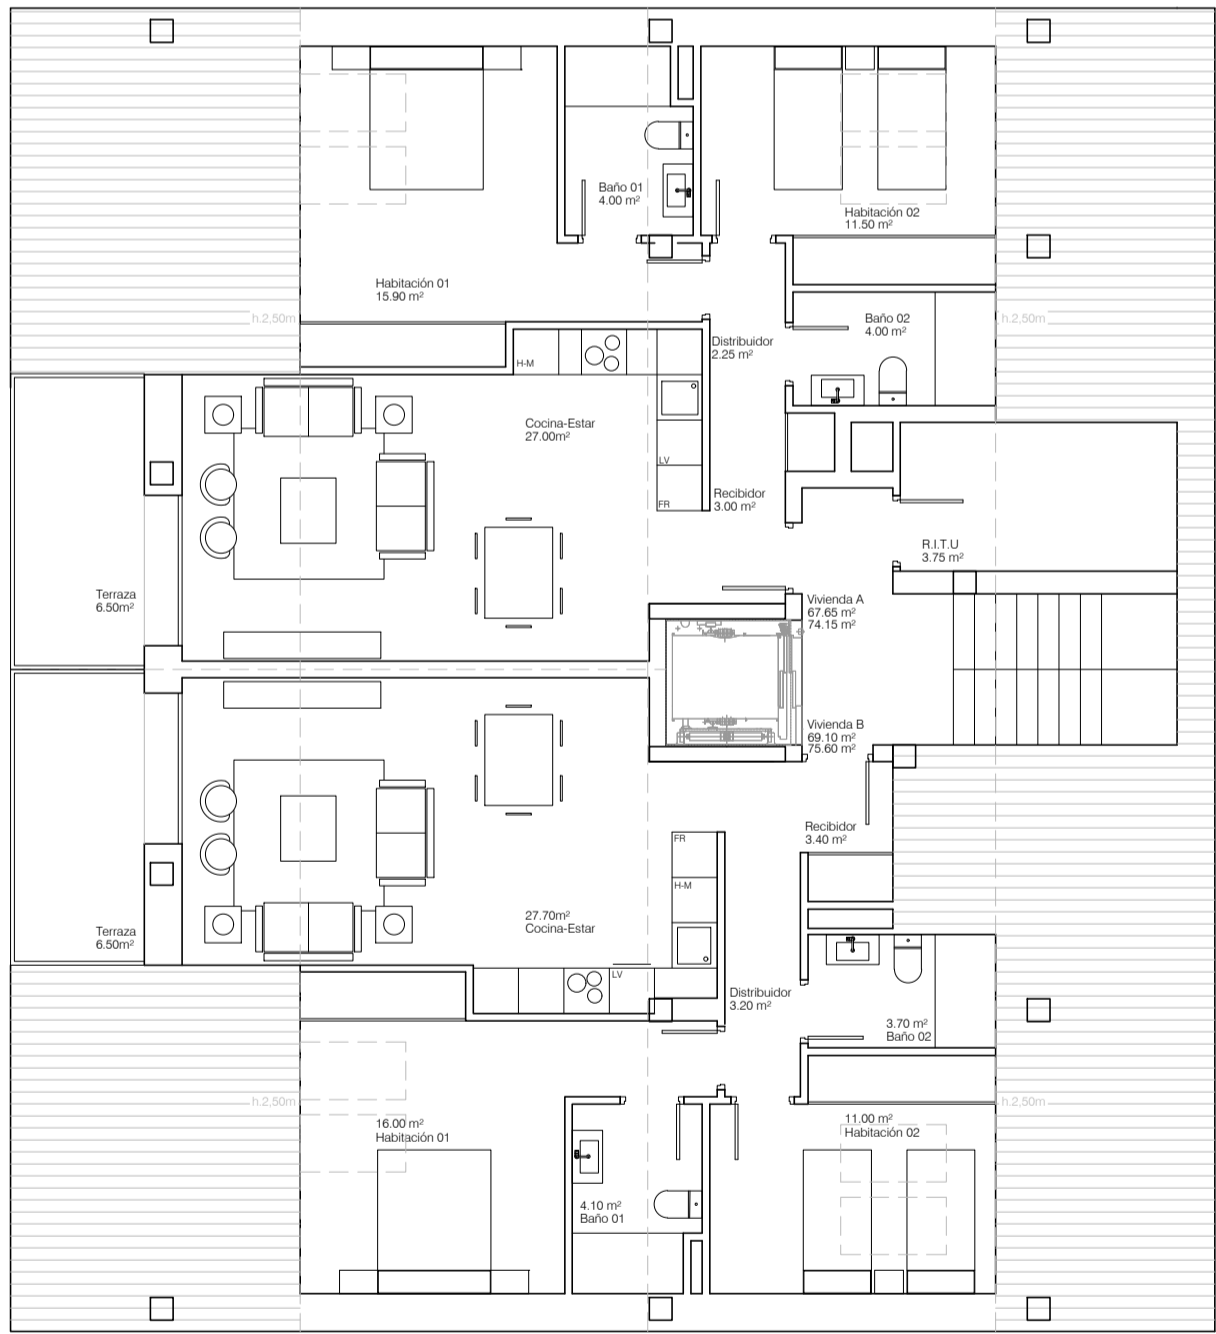 Baño 01
4.00 m²
Habitación 02
11.50 m²
Habitación 01
15.90 m²
h.2,50m
Baño 02
4.00 m²
h.2,50m
Distribuidor
2.25 m²
H-M
Cocina-Estar
27.00m²
LV
FR
Recibidor
3.00 m²
R.I.T.U
3.75 m²
Terraza
6.50m²
Vivienda A
67.65 m²
74.15 m²
Vivienda B
69.10 m²
75.60 m²
Recibidor
3.40 m²
FR
H-M
27.70m²
Cocina-Estar
Terraza
6.50m²
LV
Distribuidor
3.20 m²
3.70 m²
Baño 02
h.2,50m
h.2,50m
16.00 m²
Habitación 01
11.00 m²
Habitación 02
4.10 m²
Baño 01